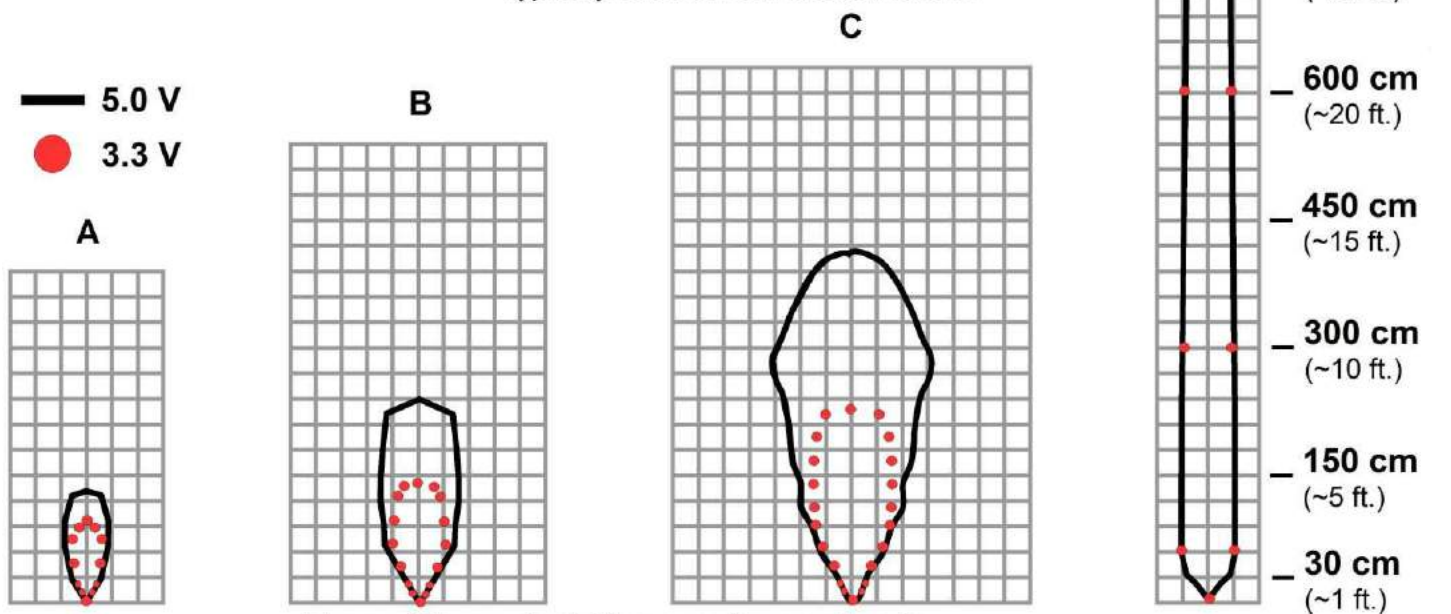 C
5.0 V
3.3 V
B
A
600 cm
(~20 ft.)
450 cm
(~15 ft.)
300 cm
(~10 ft.)
150 cm
(~5 ft.)
30 cm
(~1 ft.)